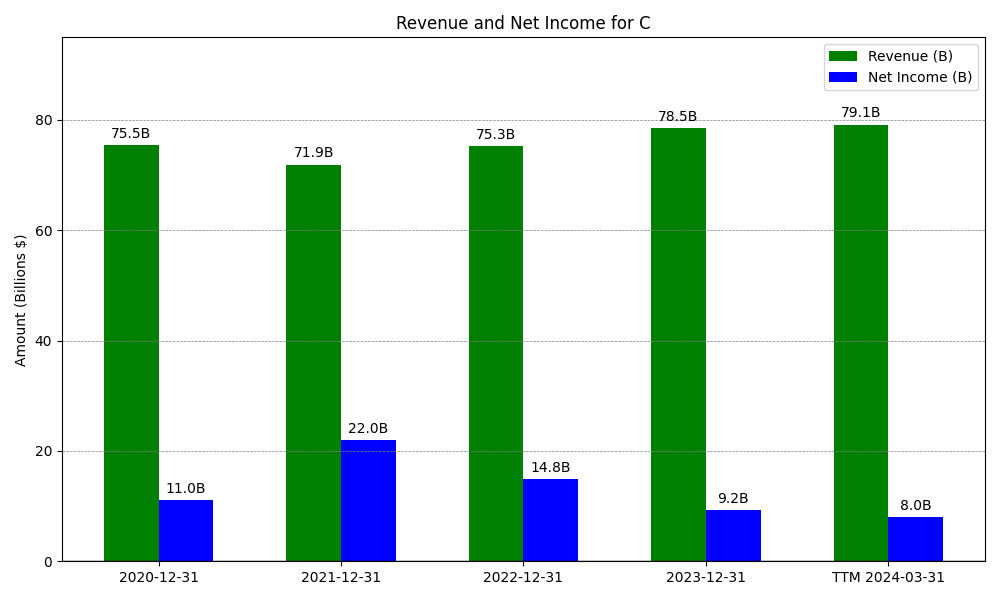 Revenue and Net Income for C
Revenue (B)
Net Income (B)
Amount (Billions $)
80
60
40
20
0
75.5B
11.0B
71.9B
22.0B
75.3B
14.8B
78.5B
9.2B
79.1B
8.0B
2020-12-31
2021-12-31
2022-12-31
2023-12-31
TTM 2024-03-31